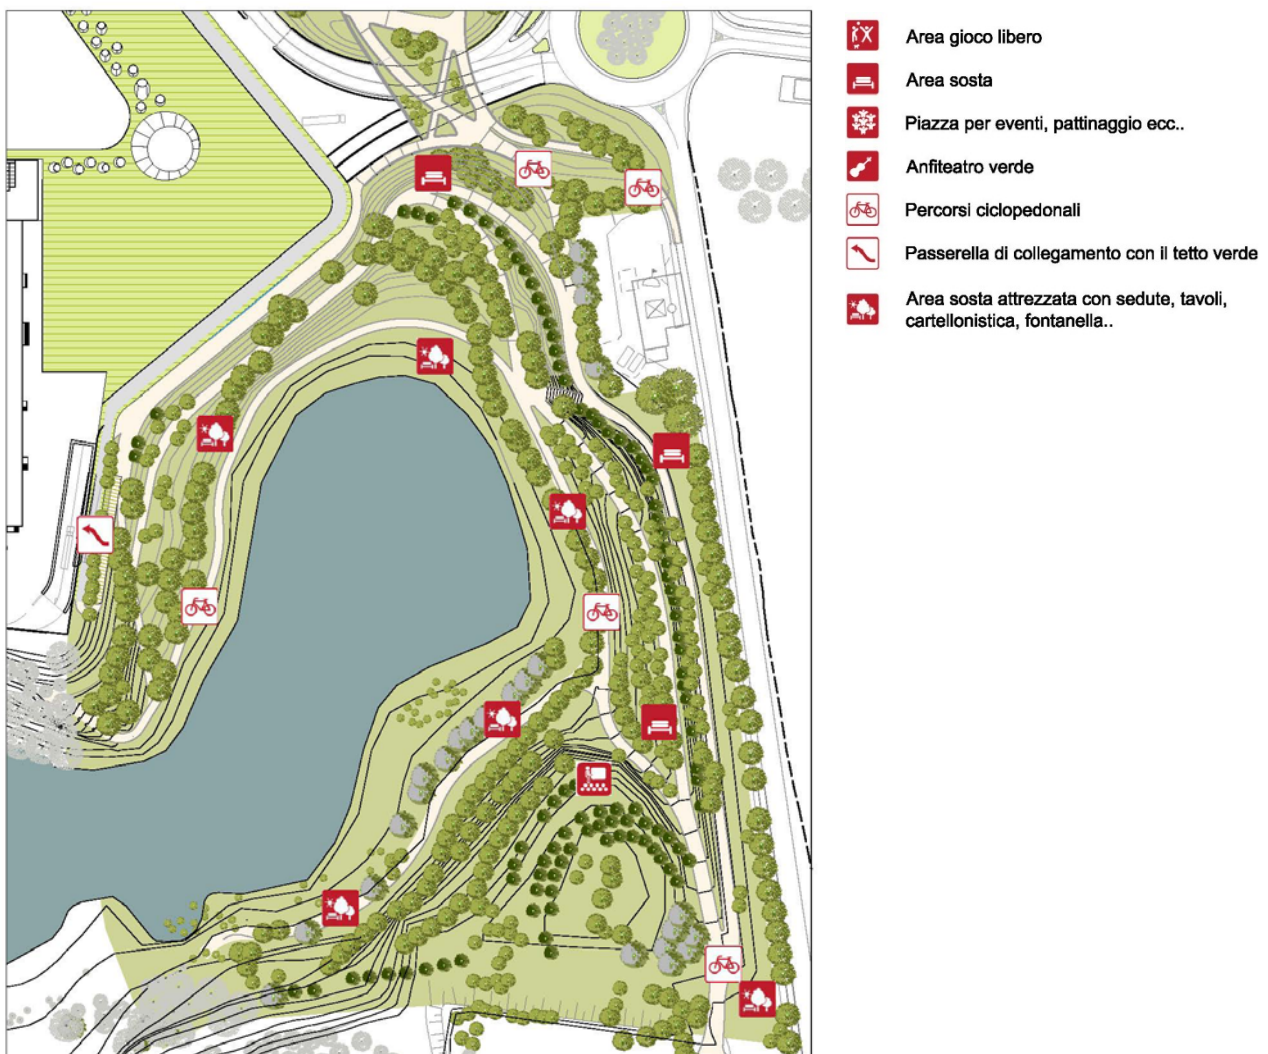 Area gioco libero
Area sosta
Piazza per eventi, pattinaggio ecc..
Anfiteatro verde
Percorsi ciclopedonali
Passerella di collegamento con il tetto verde
Area sosta attrezzata con sedute, tavoli,
cartellonistica, fontanella..